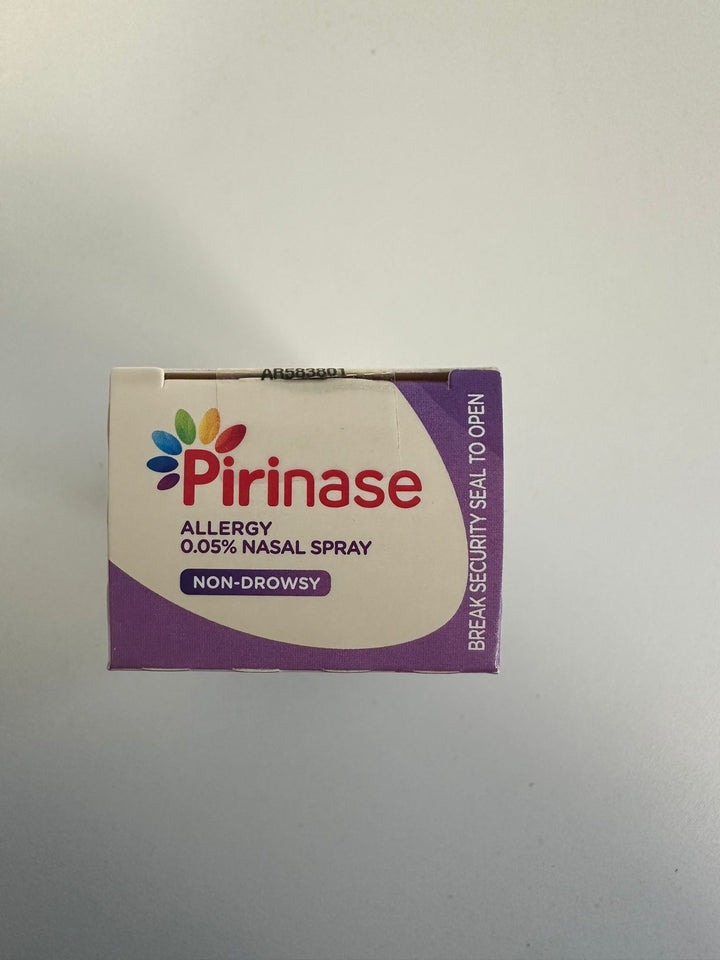 AR583801
Pirinase
ALLERGY
0.05% NASAL SPRAY
NON-DROWSY
BREAK SECURITY SEAL TO OPEN